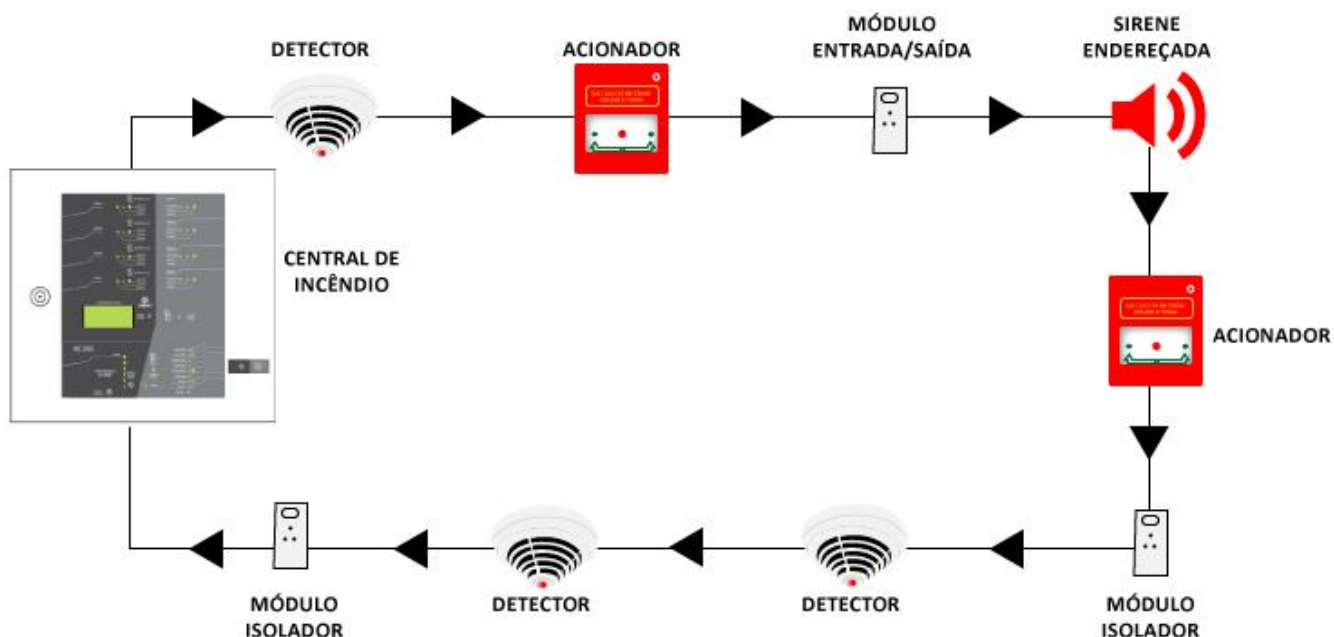 DETECTOR
ACIONADOR
MÓDULO
ENTRADA/SAÍDA
SIRENE
ENDEREÇADA
CENTRAL DE
INCÊNDIO
ACIONADOR
MÓDULO
ISOLADOR
DETECTOR
DETECTOR
MÓDULO
ISOLADOR